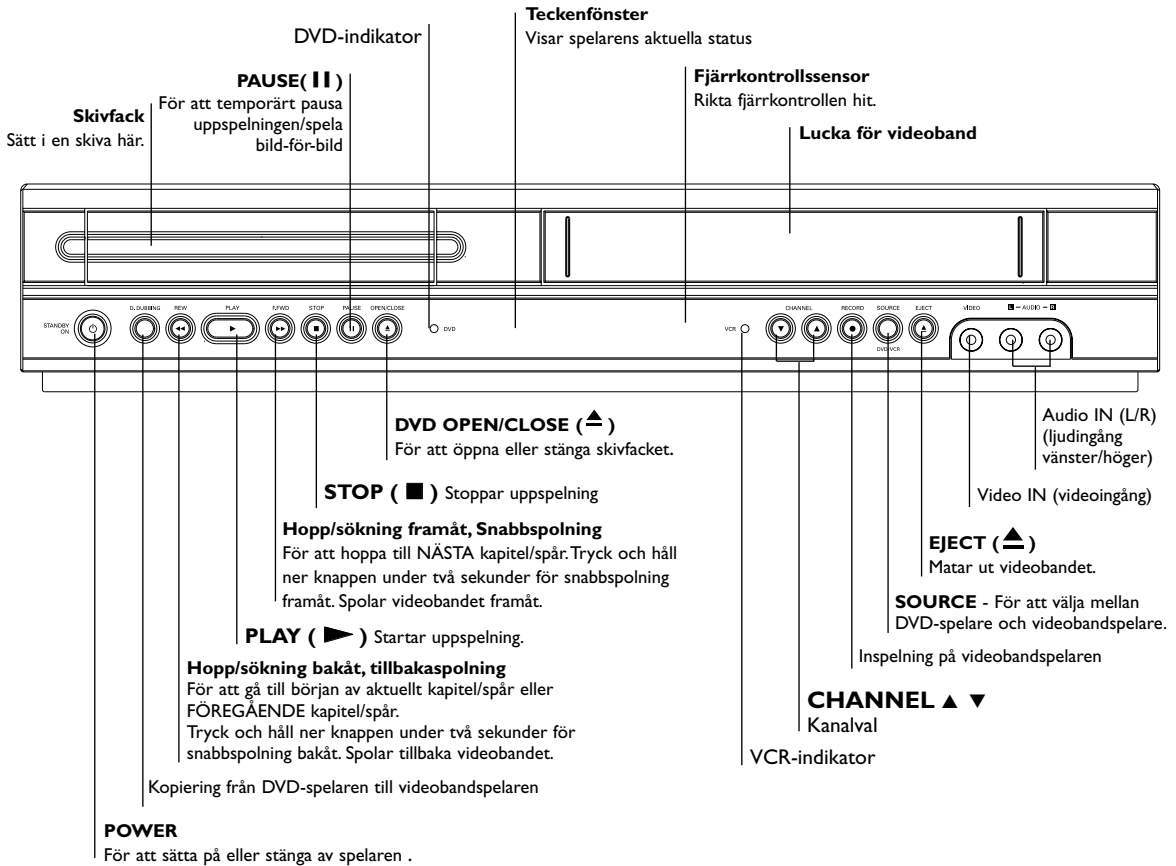 Teckenfönster
Visar spelarens aktuella status
DVD-indikator
PAUSE( II )
För att temporärt pausa
uppspelningen/spela
bild-för-bild
Fjärrkontrollssensor
Rikta fjärrkontrollen hit.
Skivfack
Sätt i en skiva här.
Lucka för videoband
STANDBY
ON
D.DUBBING
REW
PLAY
F.FWD
STOP
PAUSE
OPEN/CLOSE
DVD
VCR
CHANNEL
RECORD
SOURCE
DVD/VCR
EJECT
VIDEO
L – AUDIO – R
DVD OPEN/CLOSE (⏏)
För att öppna eller stänga skivfacket.
STOP ( ■ ) Stoppar uppspelning
Hopp/sökning framåt, Snabbspolning
För att hoppa till NÄSTA kapitel/spår. Tryck och håll
ner knappen under två sekunder för snabbspolning
framåt. Spolar videobandet framåt.
PLAY ( ► ) Startar uppspelning.
Hopp/sökning bakåt, tillbakaspolning
För att gå till början av aktuellt kapitel/spår eller
FÖREGÅENDE kapitel/spår.
Tryck och håll ner knappen under två sekunder för
snabbspolning bakåt. Spolar tillbaka videobandet.
Kopiering från DVD-spelaren till videobandspelaren
POWER
För att sätta på eller stänga av spelaren .
Audio IN (L/R)
(ljudingång
vänster/höger)
Video IN (videoingång)
EJECT (⏏)
Matar ut videobandet.
SOURCE - För att välja mellan
DVD-spelare och videobandspelare.
Inspelning på videobandspelaren
CHANNEL ▲ ▼
Kanalval
VCR-indikator